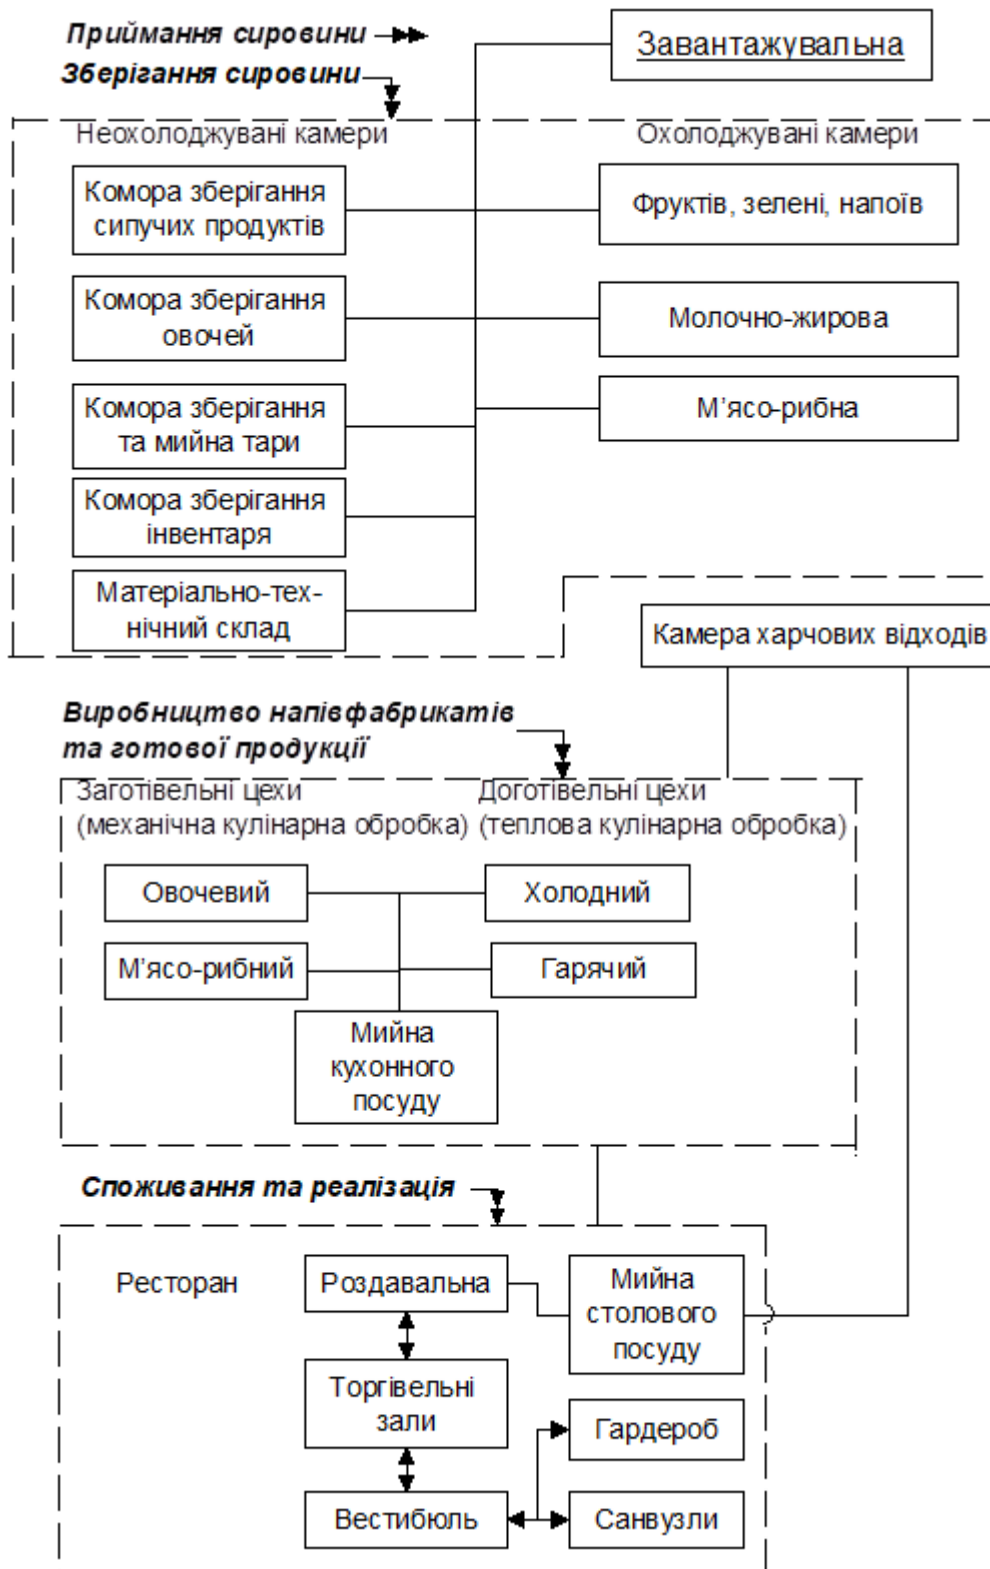 Приймання сировини
Завантажувальна
Зберігання сировини
Неохолоджувані камери
Охолоджувані камери
Комора зберігання
сипучих продуктів
Фруктів, зелені, напоїв
Комора зберігання
овочей
Молочно-жирова
Комора зберігання
та мийна тари
М'ясо-рибна
Комора зберігання
інвентаря
Матеріально-тех-
нічний склад
Камера харчових відходів
Виробництво напівфабрикатів
та готової продукції
Заготівельні цехи
(механічна кулінарна обробка)
Доготівельні цехи
(теплова кулінарна обробка)
Овочевий
Холодний
М'ясо-рибний
Гарячий
Мийна
кухонного
посуду
Споживання та реалізація
Ресторан
Роздавальна
Мийна
столового
посуду
Торгівельні
зали
Гардероб
Вестибюль
Санвузли